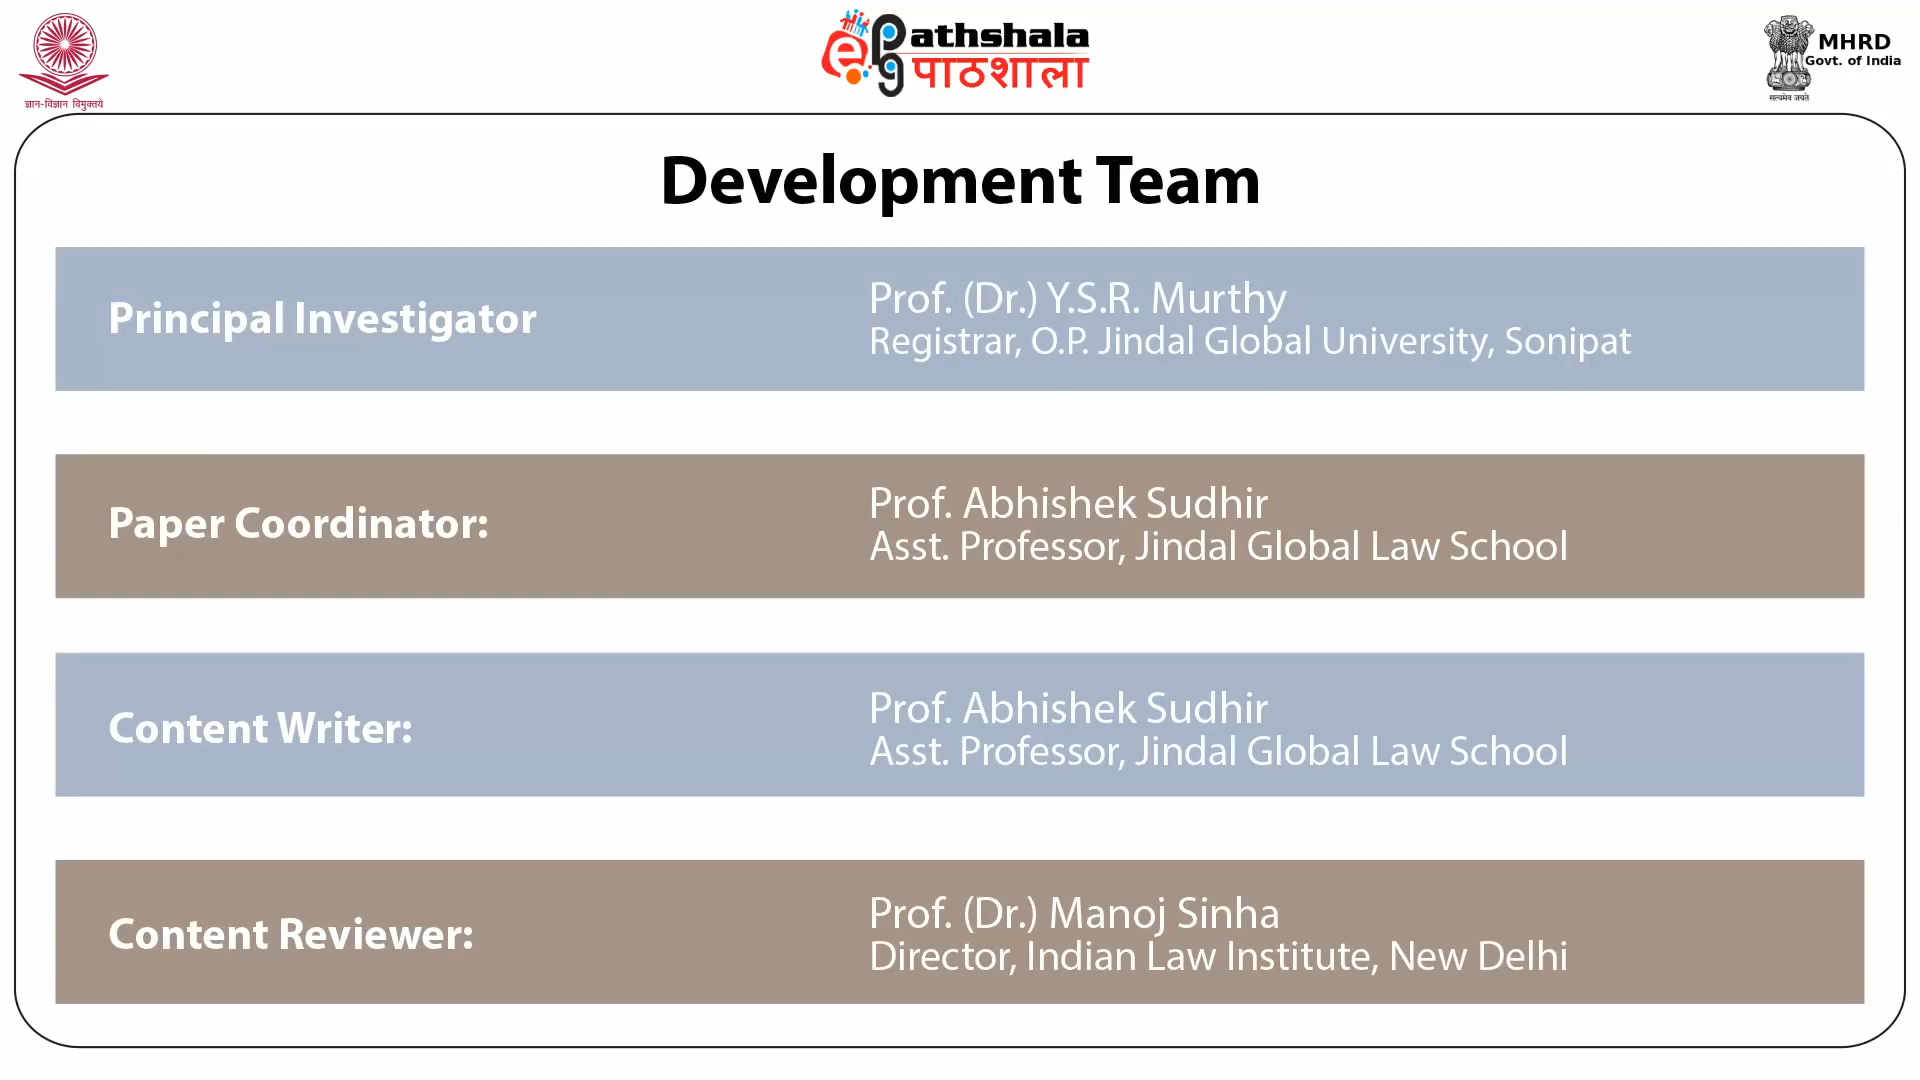 ज्ञान-विज्ञान विमुक्तये
ePathshala
पाठशाला
MHRD
Govt. of India
सत्यमेव जयते
Development Team
Principal Investigator
Prof. (Dr.) Y.S.R. Murthy
Registrar, O.P. Jindal Global University, Sonipat
Paper Coordinator:
Prof. Abhishek Sudhir
Asst. Professor, Jindal Global Law School
Content Writer:
Prof. Abhishek Sudhir
Asst. Professor, Jindal Global Law School
Content Reviewer:
Prof. (Dr.) Manoj Sinha
Director, Indian Law Institute, New Delhi